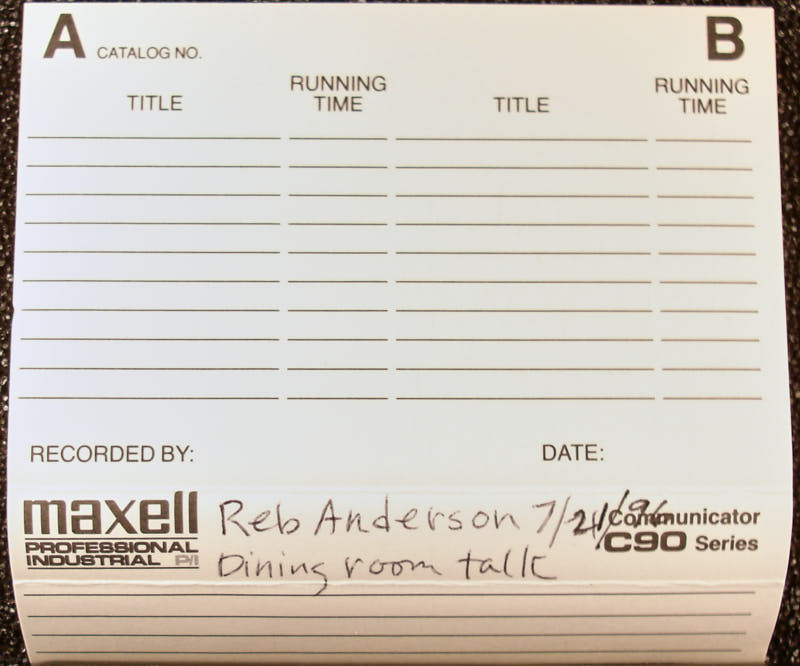 A CATALOG NO. B
TITLE RUNNING TIME TITLE RUNNING TIME
RECORDED BY: DATE:
maxell Reb Anderson 7/21/96 Communicator
PROFESSIONAL INDUSTRIAL P/I Dining room talk C90 Series